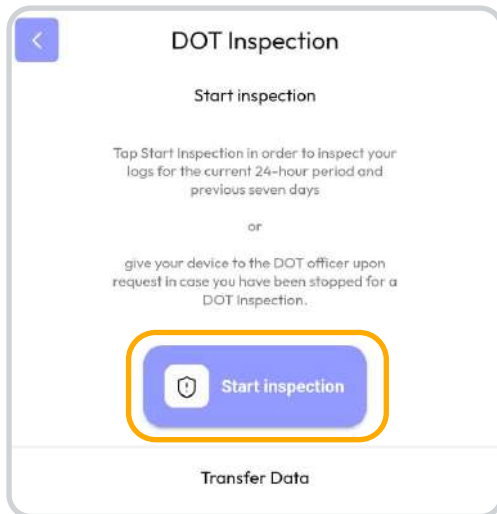 DOT Inspection
Start inspection
Tap Start Inspection in order to inspect your
logs for the current 24-hour period and
previous seven days
or
give your device to the DOT officer upon
request in case you have been stopped for a
DOT Inspection.
Start inspection
Transfer Data